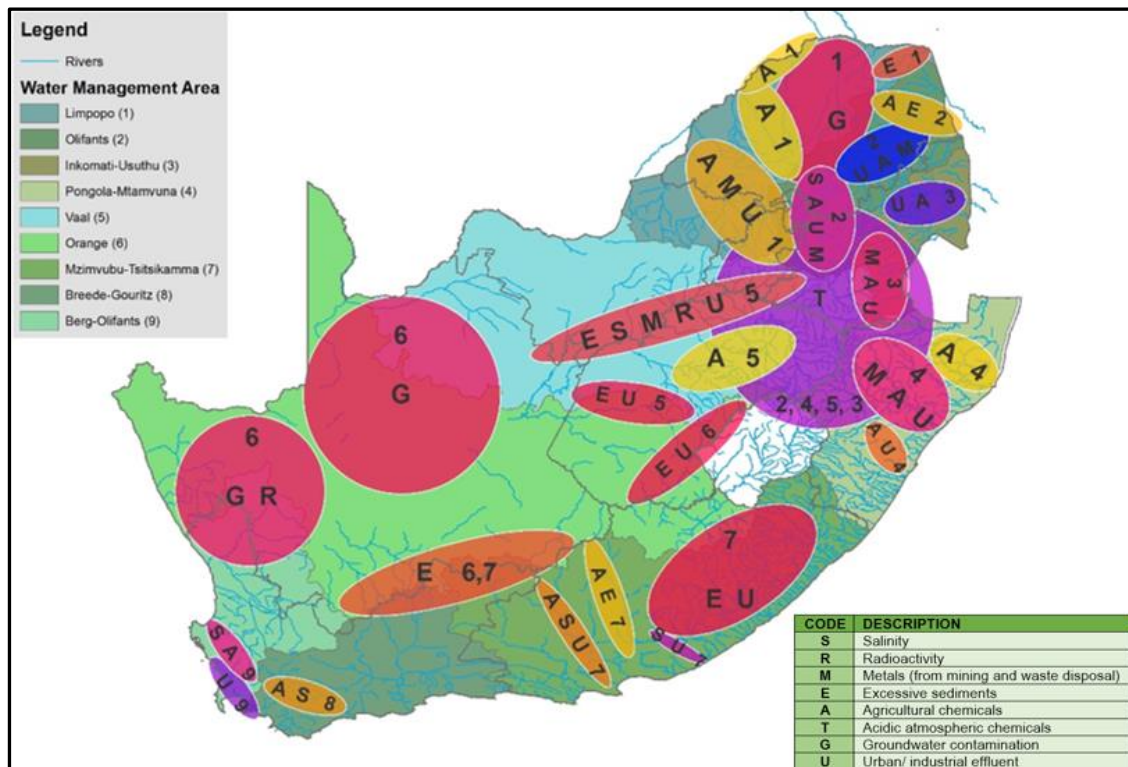 Legend
Rivers
Water Management Area
Limpopo (1)
Olifants (2)
Inkomati-Usuthu (3)
Pongola-Mtamvuna (4)
Vaal (5)
Orange (6)
Mzimvubu-Tsitsikamma (7)
Breede-Gouritz (8)
Berg-Olifants (9)
A 1
1
G
E 1
A 1
A E 2
2
U A M
A M U 1
S A U M 2
U A 3
M A U 3
T
E S M R U 5
A 5
2, 4, 5, 3
4
M A U
A 4
A U 4
6
G
E U 5
E U 6
6
G R
7
E U
E 6,7
A E 7
A S U 7
S U 7
S A 9
U 9
A S 8
CODE DESCRIPTION
S Salinity
R Radioactivity
M Metals (from mining and waste disposal)
E Excessive sediments
A Agricultural chemicals
T Acidic atmospheric chemicals
G Groundwater contamination
U Urban/ industrial effluent